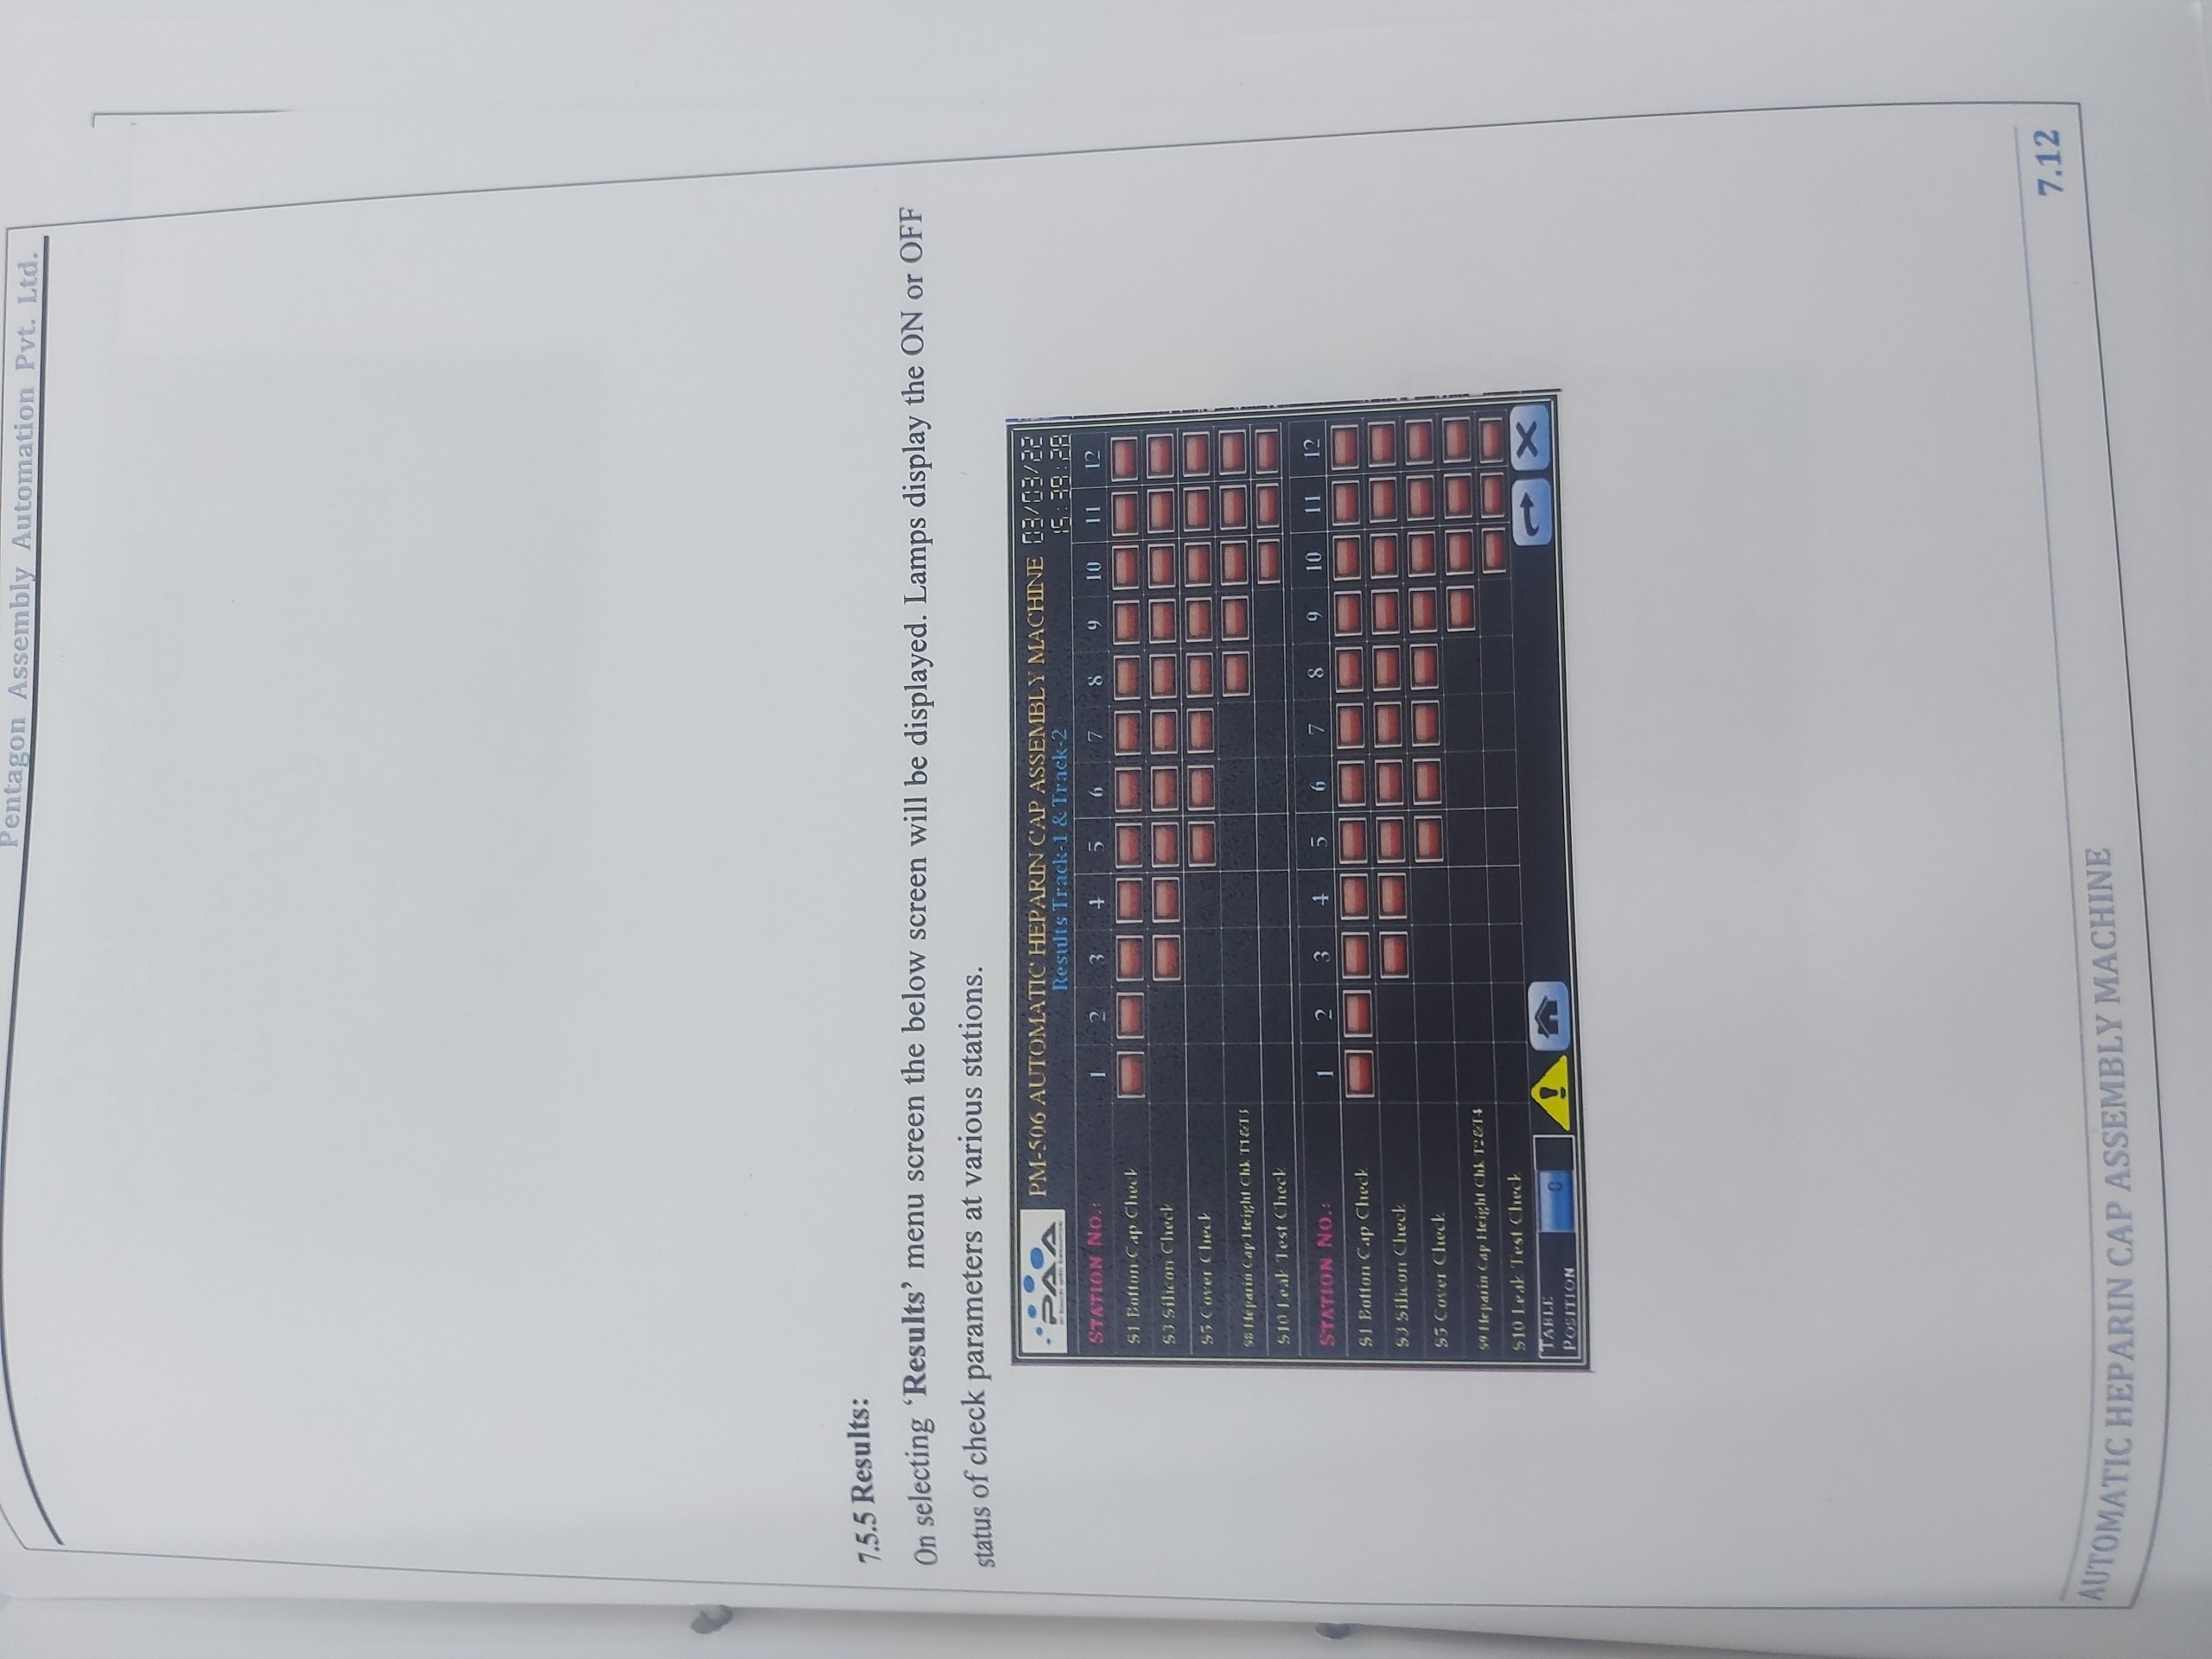 Pentagon Assembly Automation Pvt. Ltd.
7.5.5 Results:
On selecting ‘Results’ menu screen the below screen will be displayed. Lamps display the ON or OFF
status of check parameters at various stations.
PAA PM-506 AUTOMATIC HEPARIN CAP ASSEMBLY MACHINE 03/03/22
Results Track-1 & Track-2 15:39:28
STATION NO.: 1 2 3 4 5 6 7 8 9 10 11 12
S1 Botton Cap Check
S3 Silicon Check
S5 Cover Check
S8 Heparin Cap Height Chk T1&T3
S10 Leak Test Check
STATION NO.: 1 2 3 4 5 6 7 8 9 10 11 12
S1 Botton Cap Check
S3 Silicon Check
S5 Cover Check
S9 Heparin Cap Height Chk T2&T4
S10 Leak Test Check
TABLE
POSITION 0
AUTOMATIC HEPARIN CAP ASSEMBLY MACHINE 7.12